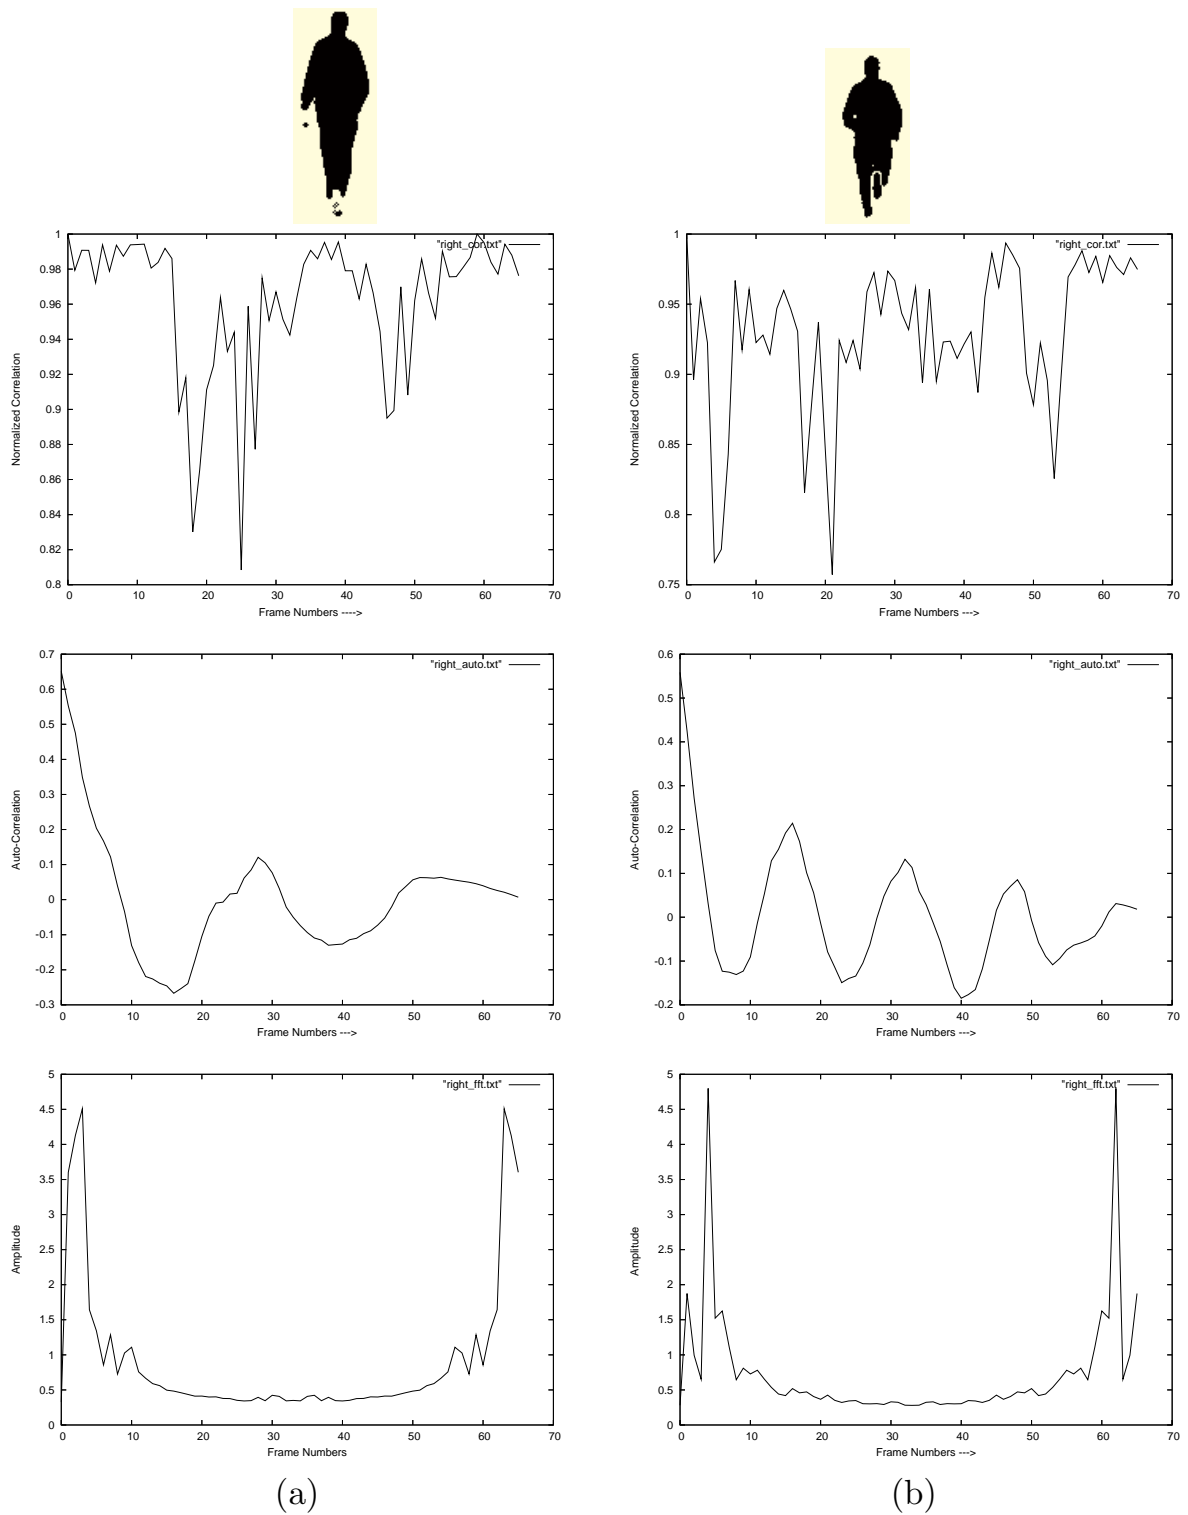 "right_cor.txt"
1
0.98
0.96
0.94
0.92
0.9
0.88
0.86
0.84
0.82
0.8
Normalized Correlation
0 10 20 30 40 50 60 70
Frame Numbers ---->
"right_cor.txt"
1
0.95
0.9
0.85
0.8
0.75
Normalized Correlation
0 10 20 30 40 50 60 70
Frame Numbers --->
"right_auto.txt"
0.7
0.6
0.5
0.4
0.3
0.2
0.1
0
-0.1
-0.2
-0.3
Auto-Correlation
0 10 20 30 40 50 60 70
Frame Numbers --->
"right_auto.txt"
0.6
0.5
0.4
0.3
0.2
0.1
0
-0.1
-0.2
Auto-Correlation
0 10 20 30 40 50 60 70
Frame Numbers --->
"right_fft.txt"
5
4.5
4
3.5
3
2.5
2
1.5
1
0.5
0
Amplitude
0 10 20 30 40 50 60 70
Frame Numbers
"right_fft.txt"
5
4.5
4
3.5
3
2.5
2
1.5
1
0.5
0
Amplitude
0 10 20 30 40 50 60 70
Frame Numbers --->
(a)
(b)